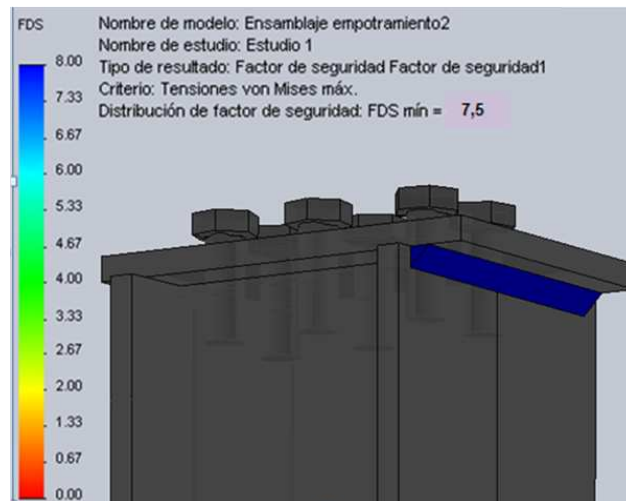 FDS
Nombre de modelo: Ensamblaje empotramiento2
Nombre de estudio: Estudio 1
Tipo de resultado: Factor de seguridad Factor de seguridad1
Criterio: Tensiones von Mises máx.
Distribución de factor de seguridad: FDS mín = 7,5
8.00
7.33
6.67
6.00
5.33
4.67
4.00
3.33
2.67
2.00
1.33
0.67
0.00